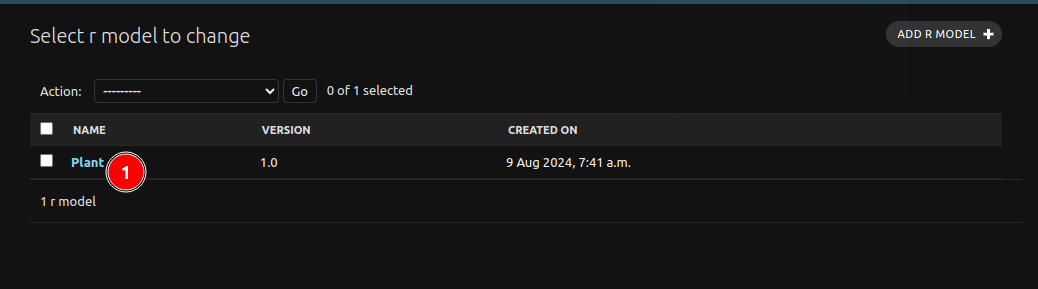 Select r model to change
ADD R MODEL +
Action: --------- Go 0 of 1 selected
NAME VERSION CREATED ON
Plant 1 1.0 9 Aug 2024, 7:41 a.m.
1 r model